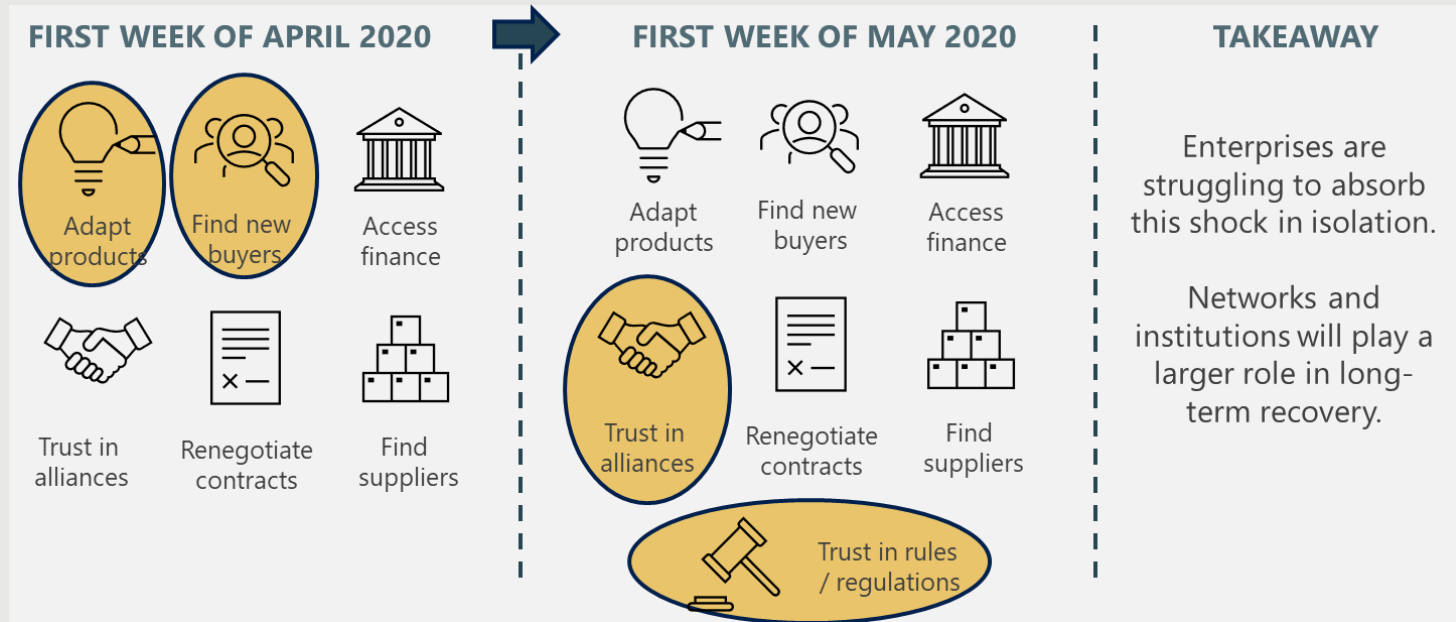 FIRST WEEK OF APRIL 2020
Adapt
products
Find new
buyers
Access
finance
Trust in
alliances
Renegotiate
contracts
Find
suppliers
FIRST WEEK OF MAY 2020
Adapt
products
Find new
buyers
Access
finance
Trust in
alliances
Renegotiate
contracts
Find
suppliers
Trust in rules
/ regulations
TAKEAWAY
Enterprises are
struggling to absorb
this shock in isolation.
Networks and
institutions will play a
larger role in long-
term recovery.